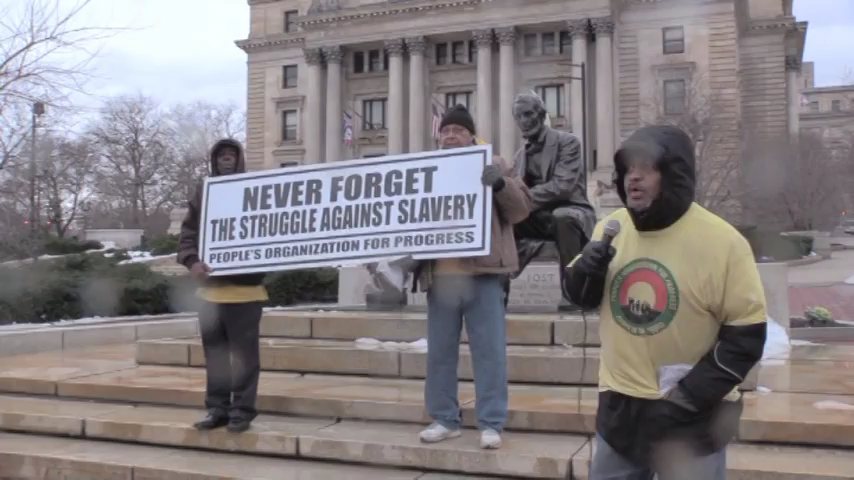 NEVER FORGET
THE STRUGGLE AGAINST SLAVERY
PEOPLE'S ORGANIZATION FOR PROGRESS